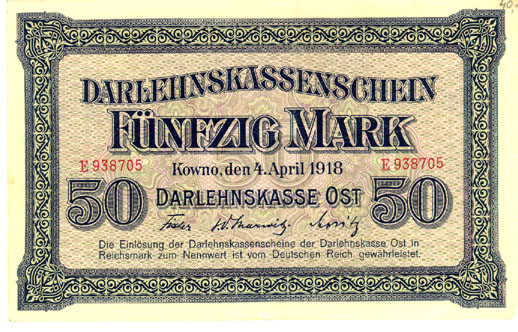 40,-
DARLEHNSKASSENSCHEIN
FÜNFZIG MARK
E 938705 E 938705
Kowno, den 4. April 1918
50 DARLEHNSKASSE OST 50
Die Einlösung der Darlehnskassenscheine der Darlehnskasse Ost in
Reichsmark zum Nennwert ist vom Deutschen Reich gewährleistet.